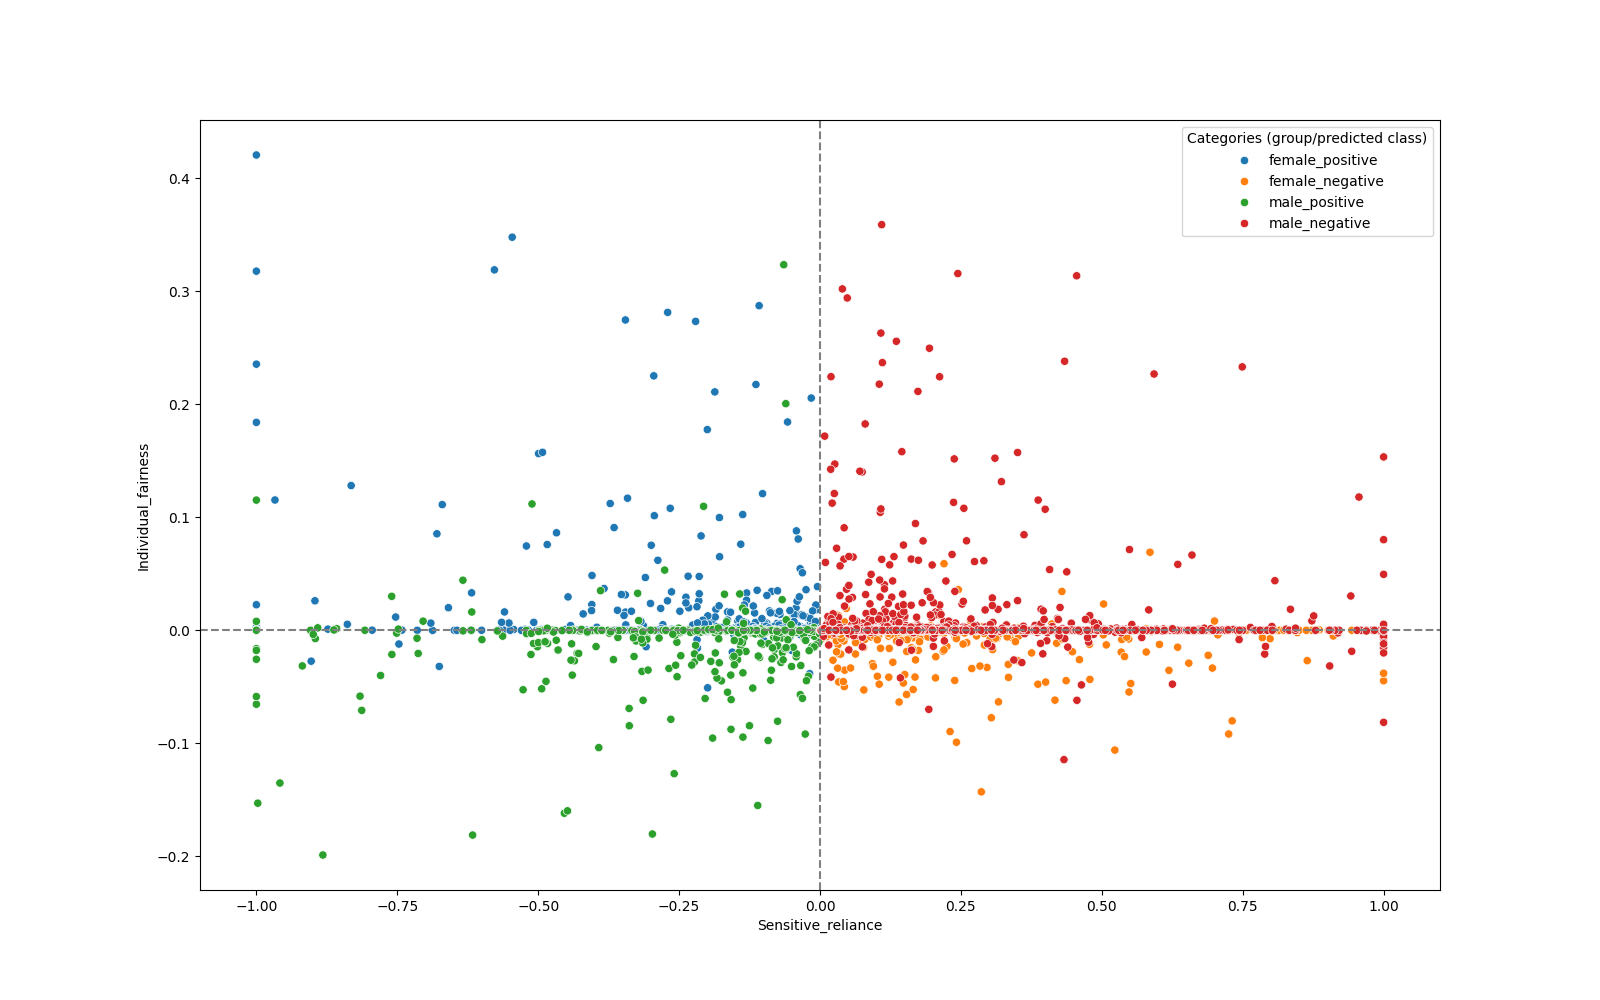 Categories (group/predicted class)
female_positive
female_negative
male_positive
male_negative
0.4
0.3
0.2
0.1
0.0
−0.1
−0.2
Individual_fairness
−1.00 −0.75 −0.50 −0.25 0.00 0.25 0.50 0.75 1.00
Sensitive_reliance